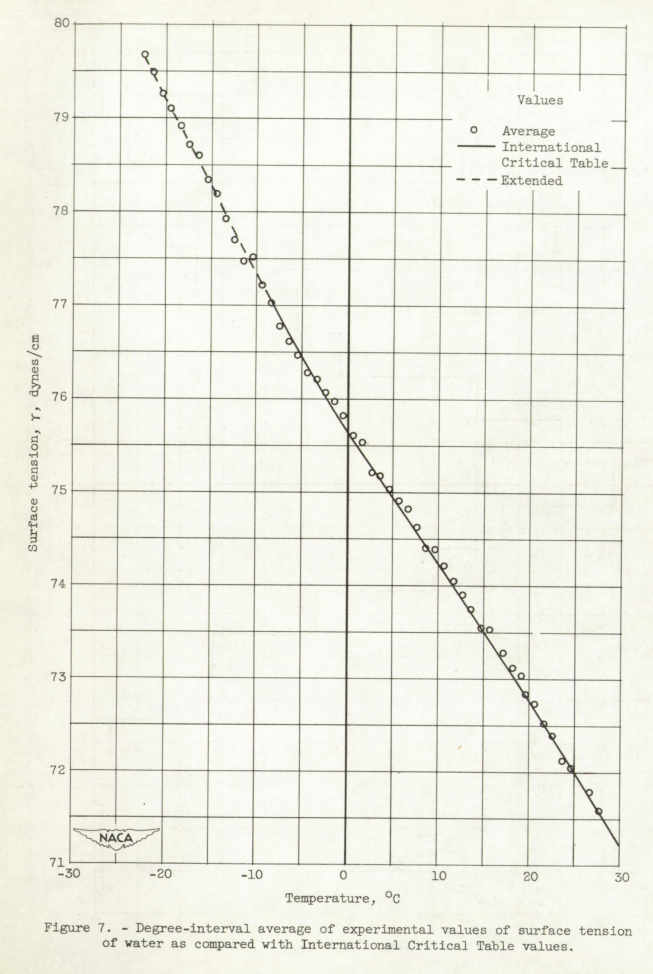 80
79
78
77
76
75
74
73
72
71
Surface tension, γ, dynes/cm
Values
Average
International
Critical Table
Extended
NACA
-30
-20
-10
0
10
20
30
Temperature, °C
Figure 7. - Degree-interval average of experimental values of surface tension
of water as compared with International Critical Table values.